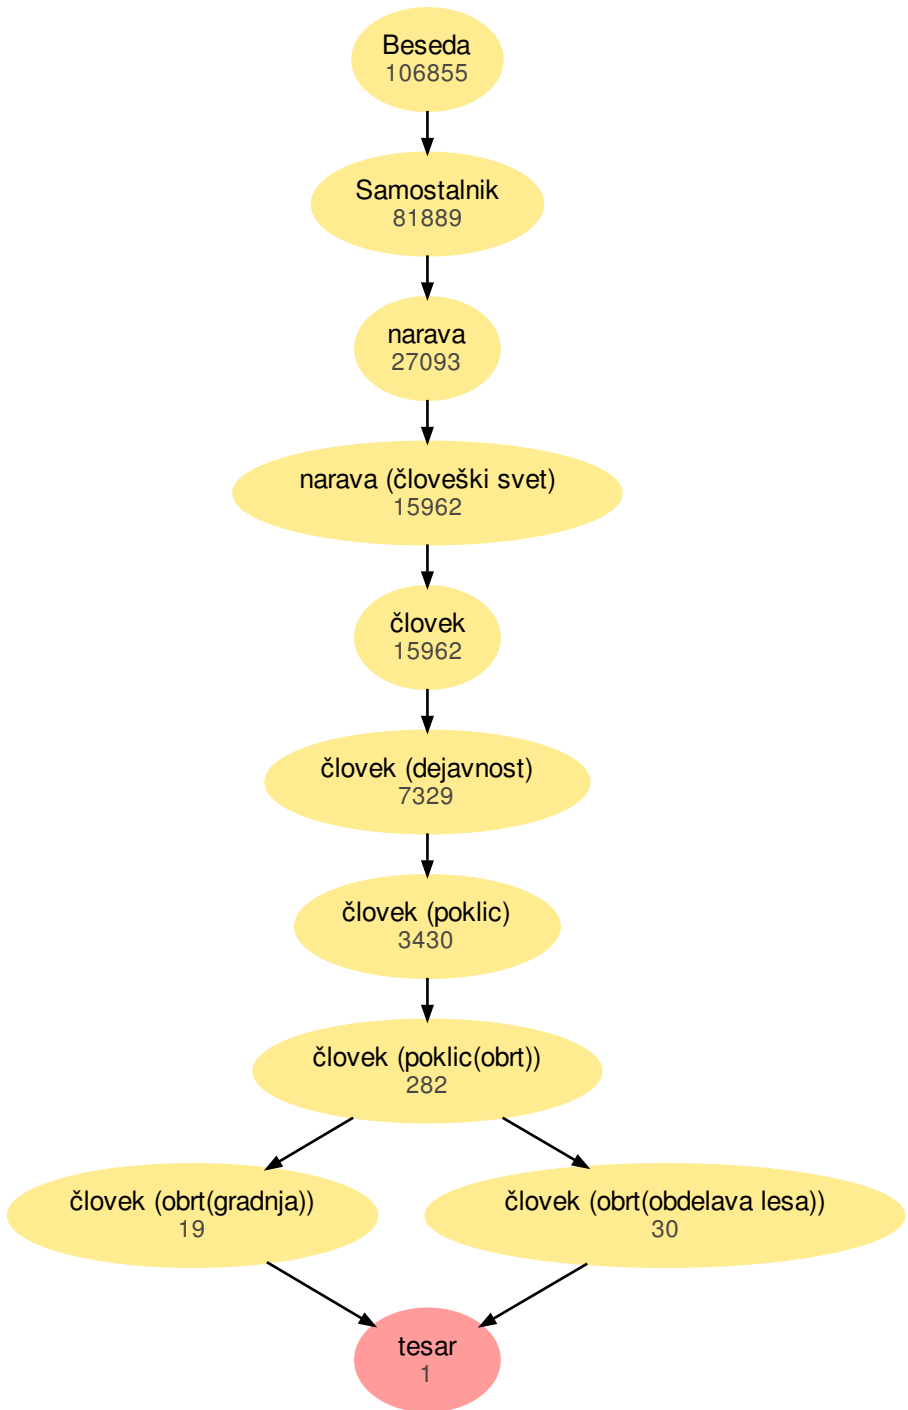 Beseda
106855
Samostalnik
81889
narava
27093
narava (človeški svet)
15962
človek
15962
človek (dejavnost)
7329
človek (poklic)
3430
človek (poklic(obrt))
282
človek (obrt(gradnja))
19
človek (obrt(obdelava lesa))
30
tesar
1